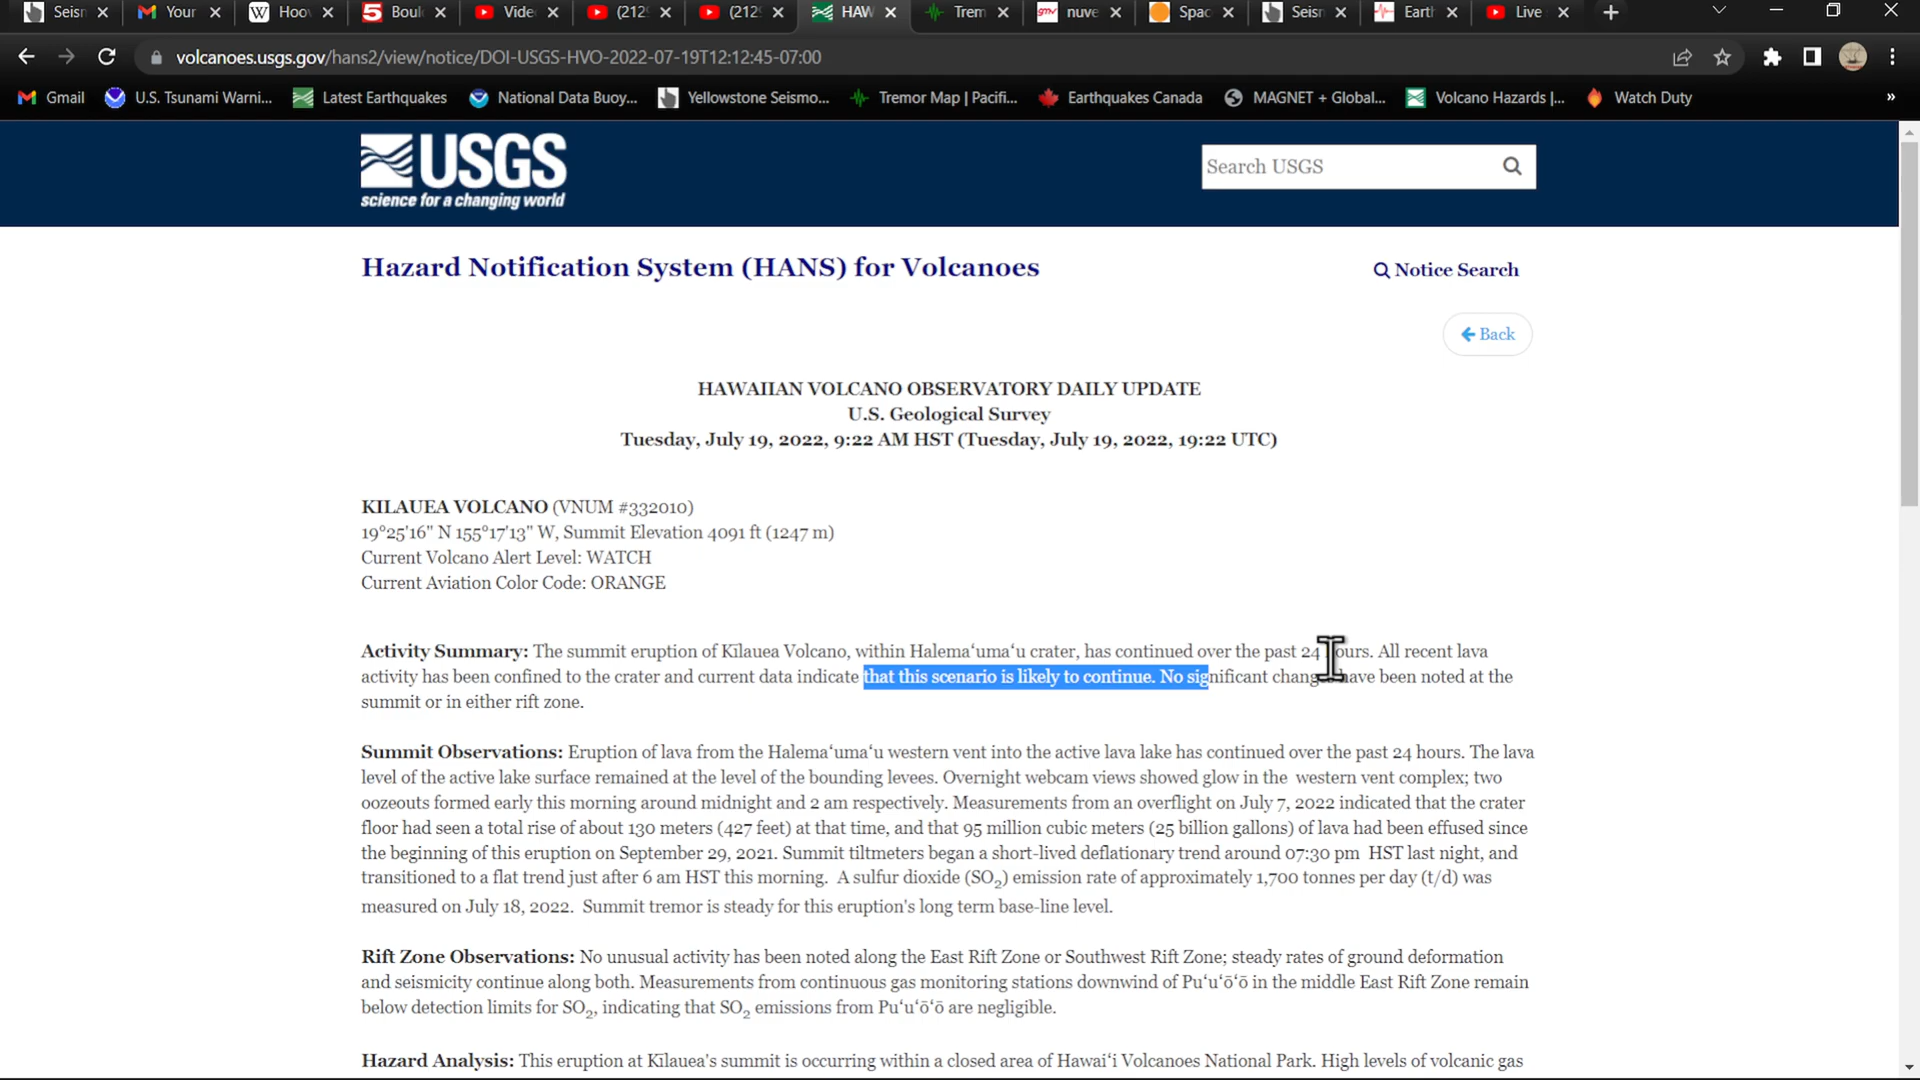 Seisn
Your
Hoov
Boul
Vide
(212
(212
HAW
Trem
nuve
Spac
Seisn
Earth
Live
volcanoes.usgs.gov/hans2/view/notice/DOI-USGS-HVO-2022-07-19T12:12:45-07:00
Gmail
U.S. Tsunami Warni...
Latest Earthquakes
National Data Buoy...
Yellowstone Seismo...
Tremor Map | Pacifi...
Earthquakes Canada
MAGNET + Global...
Volcano Hazards |...
Watch Duty
»
USGS
science for a changing world
Search USGS
Hazard Notification System (HANS) for Volcanoes
Notice Search
Back
HAWAIIAN VOLCANO OBSERVATORY DAILY UPDATE
U.S. Geological Survey
Tuesday, July 19, 2022, 9:22 AM HST (Tuesday, July 19, 2022, 19:22 UTC)
KILAUEA VOLCANO (VNUM #332010)
19°25'16" N 155°17'13" W, Summit Elevation 4091 ft (1247 m)
Current Volcano Alert Level: WATCH
Current Aviation Color Code: ORANGE
Activity Summary: The summit eruption of Kīlauea Volcano, within Halemaʻumaʻu crater, has continued over the past 24 hours. All recent lava
activity has been confined to the crater and current data indicate that this scenario is likely to continue. No significant changes have been noted at the
summit or in either rift zone.
Summit Observations: Eruption of lava from the Halemaʻumaʻu western vent into the active lava lake has continued over the past 24 hours. The lava
level of the active lake surface remained at the level of the bounding levees. Overnight webcam views showed glow in the western vent complex; two
oozeouts formed early this morning around midnight and 2 am respectively. Measurements from an overflight on July 7, 2022 indicated that the crater
floor had seen a total rise of about 130 meters (427 feet) at that time, and that 95 million cubic meters (25 billion gallons) of lava had been effused since
the beginning of this eruption on September 29, 2021. Summit tiltmeters began a short-lived deflationary trend around 07:30 pm HST last night, and
transitioned to a flat trend just after 6 am HST this morning. A sulfur dioxide (SO2) emission rate of approximately 1,700 tonnes per day (t/d) was
measured on July 18, 2022. Summit tremor is steady for this eruption's long term base-line level.
Rift Zone Observations: No unusual activity has been noted along the East Rift Zone or Southwest Rift Zone; steady rates of ground deformation
and seismicity continue along both. Measurements from continuous gas monitoring stations downwind of Puʻuʻōʻō in the middle East Rift Zone remain
below detection limits for SO2, indicating that SO2 emissions from Puʻuʻōʻō are negligible.
Hazard Analysis: This eruption at Kīlauea's summit is occurring within a closed area of Hawaiʻi Volcanoes National Park. High levels of volcanic gas